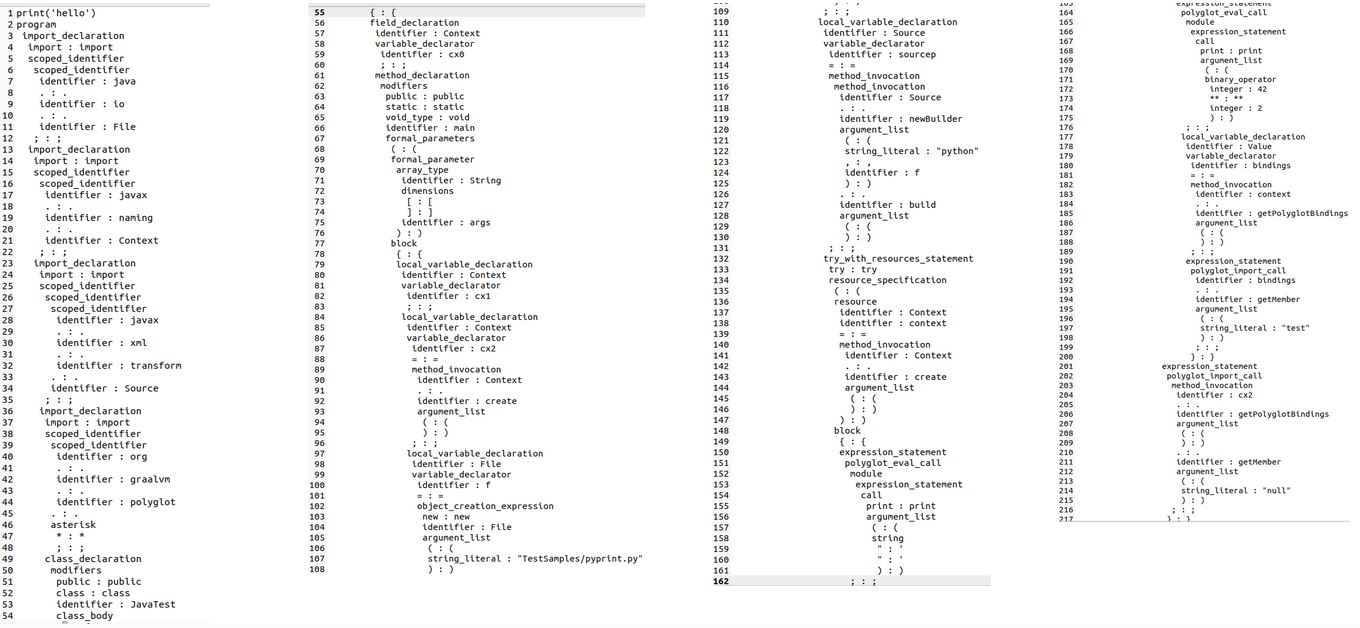 1 print('hello')
2 program
3 import_declaration
4 import : import
5 scoped_identifier
6 scoped_identifier
7 identifier : java
8 . : .
9 identifier : io
10 . : .
11 identifier : File
12 ; : ;
13 import_declaration
14 import : import
15 scoped_identifier
16 scoped_identifier
17 identifier : javax
18 . : .
19 identifier : naming
20 . : .
21 identifier : Context
22 ; : ;
23 import_declaration
24 import : import
25 scoped_identifier
26 scoped_identifier
27 scoped_identifier
28 identifier : javax
29 . : .
30 identifier : xml
31 . : .
32 identifier : transform
33 . : .
34 identifier : Source
35 ; : ;
36 import_declaration
37 import : import
38 scoped_identifier
39 scoped_identifier
40 identifier : org
41 . : .
42 identifier : graalvm
43 . : .
44 identifier : polyglot
45 . : .
46 asterisk
47 * : *
48 ; : ;
49 class_declaration
50 modifiers
51 public : public
52 class : class
53 identifier : JavaTest
54 class_body
55 { : {
56 field_declaration
57 identifier : Context
58 variable_declarator
59 identifier : cx0
60 ; : ;
61 method_declaration
62 modifiers
63 public : public
64 static : static
65 void_type : void
66 identifier : main
67 formal_parameters
68 ( : (
69 formal_parameter
70 array_type
71 identifier : String
72 dimensions
73 [ : [
74 ] : ]
75 identifier : args
76 ) : )
77 block
78 { : {
79 local_variable_declaration
80 identifier : Context
81 variable_declarator
82 identifier : cx1
83 ; : ;
84 local_variable_declaration
85 identifier : Context
86 variable_declarator
87 identifier : cx2
88 = : =
89 method_invocation
90 identifier : Context
91 . : .
92 identifier : create
93 argument_list
94 ( : (
95 ) : )
96 ; : ;
97 local_variable_declaration
98 identifier : File
99 variable_declarator
100 identifier : f
101 = : =
102 object_creation_expression
103 new : new
104 identifier : File
105 argument_list
106 ( : (
107 string_literal : "TestSamples/pyprint.py"
108 ) : )
109 ; : ;
110 local_variable_declaration
111 identifier : Source
112 variable_declarator
113 identifier : sourcep
114 = : =
115 method_invocation
116 method_invocation
117 identifier : Source
118 . : .
119 identifier : newBuilder
120 argument_list
121 ( : (
122 string_literal : "python"
123 , : ,
124 identifier : f
125 ) : )
126 . : .
127 identifier : build
128 argument_list
129 ( : (
130 ) : )
131 ; : ;
132 try_with_resources_statement
133 try : try
134 resource_specification
135 ( : (
136 resource
137 identifier : Context
138 identifier : context
139 = : =
140 method_invocation
141 identifier : Context
142 . : .
143 identifier : create
144 argument_list
145 ( : (
146 ) : )
147 ) : )
148 block
149 { : {
150 expression_statement
151 polyglot_eval_call
152 module
153 expression_statement
154 call
155 print : print
156 argument_list
157 ( : (
158 string
159 " : '
160 " : '
161 ) : )
162 ; : ;
163 expression_statement
164 polyglot_eval_call
165 module
166 expression_statement
167 call
168 print : print
169 argument_list
170 ( : (
171 binary_operator
172 integer : 42
173 ** : **
174 integer : 2
175 ) : )
176 ; : ;
177 local_variable_declaration
178 identifier : Value
179 variable_declarator
180 identifier : bindings
181 = : =
182 method_invocation
183 identifier : context
184 . : .
185 identifier : getPolyglotBindings
186 argument_list
187 ( : (
188 ) : )
189 ; : ;
190 expression_statement
191 polyglot_import_call
192 identifier : bindings
193 . : .
194 identifier : getMember
195 argument_list
196 ( : (
197 string_literal : "test"
198 ) : )
199 ; : ;
200 } : }
201 expression_statement
202 polyglot_import_call
203 method_invocation
204 identifier : cx2
205 . : .
206 identifier : getPolyglotBindings
207 argument_list
208 ( : (
209 ) : )
210 . : .
211 identifier : getMember
212 argument_list
213 ( : (
214 string_literal : "null"
215 ) : )
216 ; : ;
217 } : }